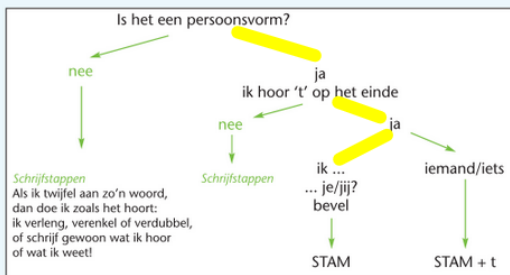 Is het een persoonsvorm?
nee
ja
ik hoor ‘t’ op het einde
nee
ja
Schrijfstappen
Als ik twijfel aan zo’n woord,
dan doe ik zoals het hoort:
ik verleng, verenkel of verdubbel,
of schrijf gewoon wat ik hoor
of wat ik weet!
Schrijfstappen
ik ...
... je/jij?
bevel
iemand/iets
STAM
STAM + t